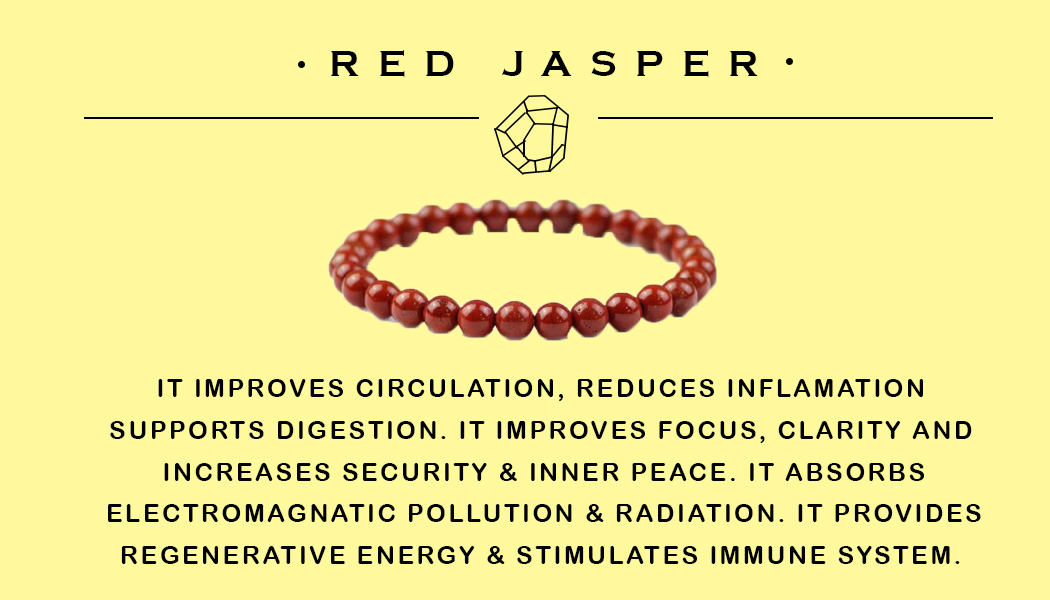 · RED JASPER ·
IT IMPROVES CIRCULATION, REDUCES INFLAMATION
SUPPORTS DIGESTION. IT IMPROVES FOCUS, CLARITY AND
INCREASES SECURITY & INNER PEACE. IT ABSORBS
ELECTROMAGNATIC POLLUTION & RADIATION. IT PROVIDES
REGENERATIVE ENERGY & STIMULATES IMMUNE SYSTEM.